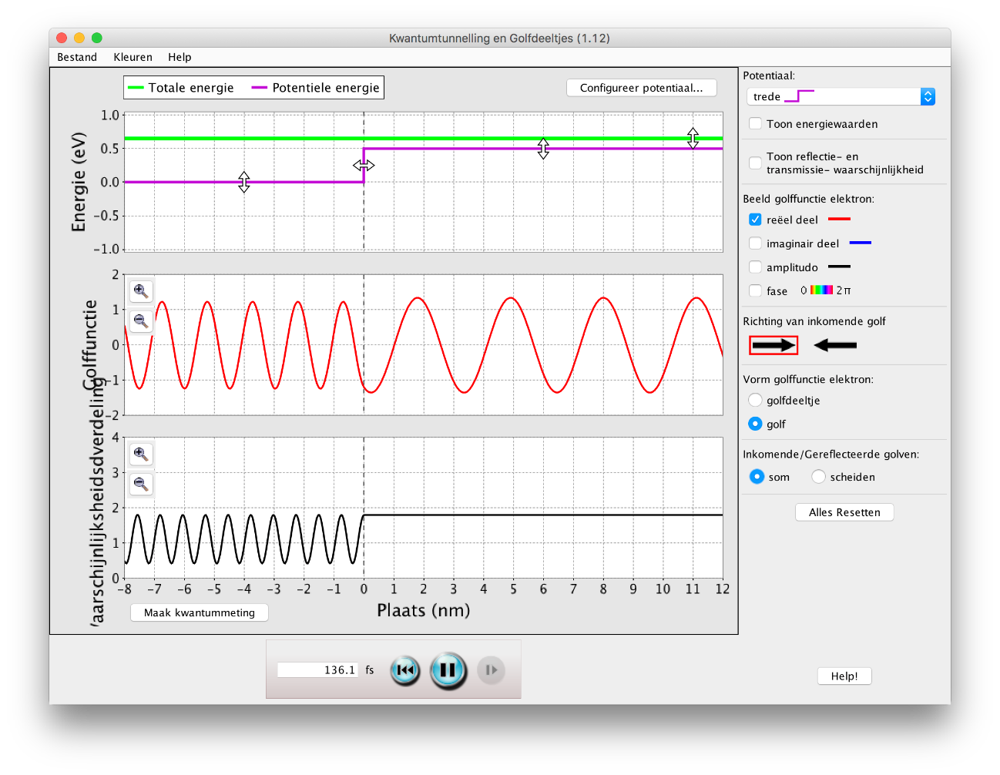 Kwantumtunnelling en Golfdeeltjes (1.12)
Bestand Kleuren Help
Totale energie Potentiele energie
Configureer potentiaal...
Energie (eV)
1.0
0.5
0.0
−0.5
−1.0
Golffunctie
2
1
0
−1
−2
Waarschijnlijksheidsdverdeling
4
3
2
1
0
−8 −7 −6 −5 −4 −3 −2 −1 0 1 2 3 4 5 6 7 8 9 10 11 12
Plaats (nm)
Maak kwantummeting
136.1 fs
Potentiaal:
trede
Toon energiewaarden
Toon reflectie- en
transmissie- waarschijnlijkheid
Beeld golffunctie elektron:
reëel deel
imaginair deel
amplitudo
fase 0 2π
Richting van inkomende golf
Vorm golffunctie elektron:
golfdeeltje
golf
Inkomende/Gereflecteerde golven:
som scheiden
Alles Resetten
Help!